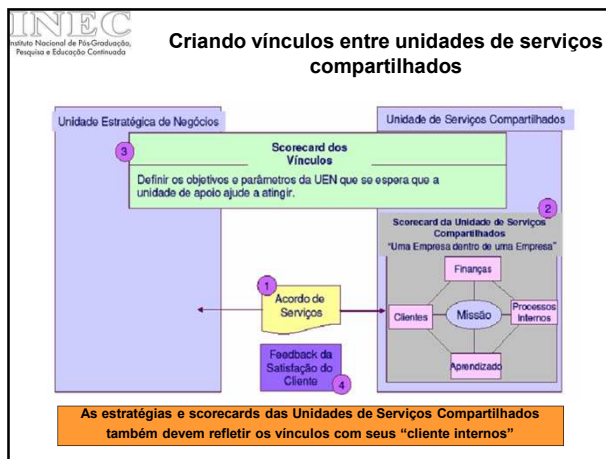 INEC
Instituto Nacional de Pós-Graduação,
Pesquisa e Educação Continuada
Criando vínculos entre unidades de serviços
compartilhados
Unidade Estratégica de Negócios
Unidade de Serviços Compartilhados
3
Scorecard dos
Vínculos
Definir os objetivos e parâmetros da UEN que se espera que a
unidade de apoio ajude a atingir.
2
Scorecard da Unidade de Serviços
Compartilhados
“Uma Empresa dentro de uma Empresa”
Finanças
Clientes
Missão
Processos
Internos
Aprendizado
1
Acordo de
Serviços
Feedback da
Satisfação do
Cliente
4
As estratégias e scorecards das Unidades de Serviços Compartilhados
também devem refletir os vínculos com seus “cliente internos”